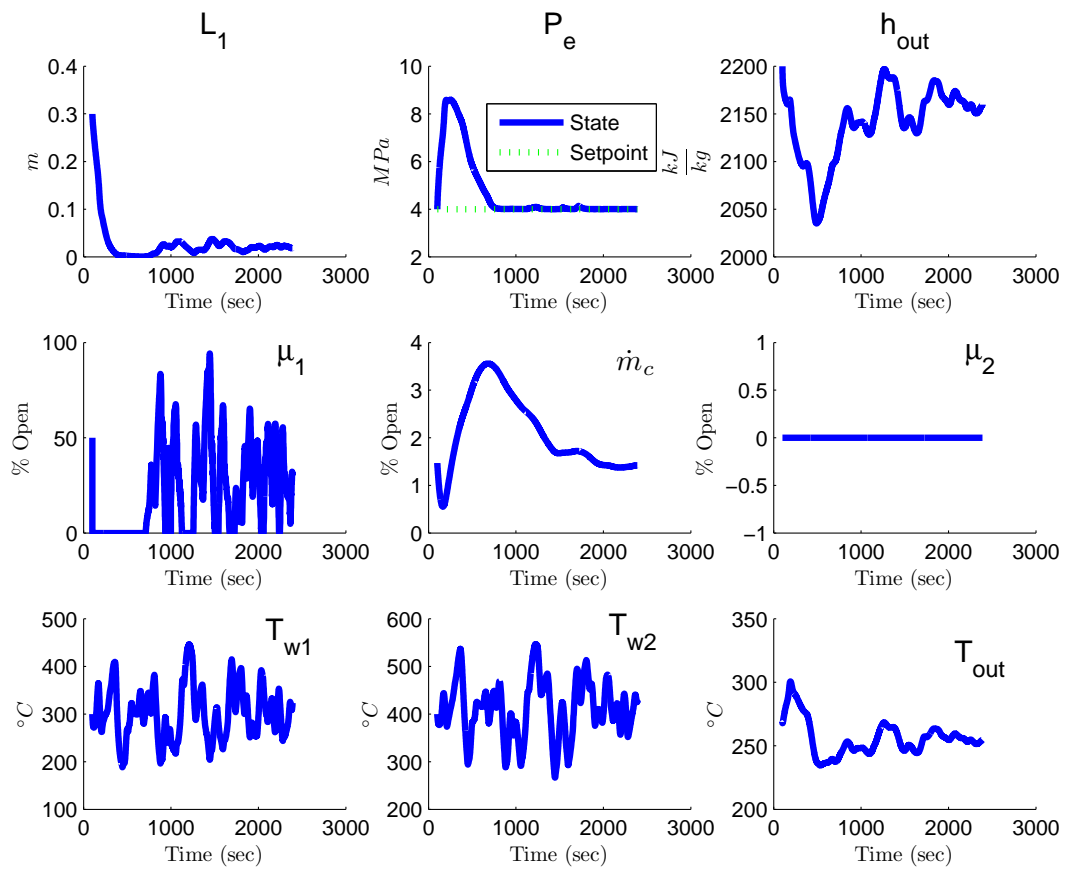 L1
0.4
0.3
0.2
0.1
0
m
0 1000 2000 3000
Time (sec)
Pe
10
8
6
4
2
MPa
State
Setpoint
0 1000 2000 3000
Time (sec)
hout
2200
2150
2100
2050
2000
kJ
kg
0 1000 2000 3000
Time (sec)
μ1
100
50
0
% Open
0 1000 2000 3000
Time (sec)
ṁc
4
3
2
1
0
% Open
0 1000 2000 3000
Time (sec)
μ2
1
0.5
0
−0.5
−1
% Open
0 1000 2000 3000
Time (sec)
Tw1
500
400
300
200
100
°C
0 1000 2000 3000
Time (sec)
Tw2
600
500
400
300
200
°C
0 1000 2000 3000
Time (sec)
Tout
350
300
250
200
°C
0 1000 2000 3000
Time (sec)